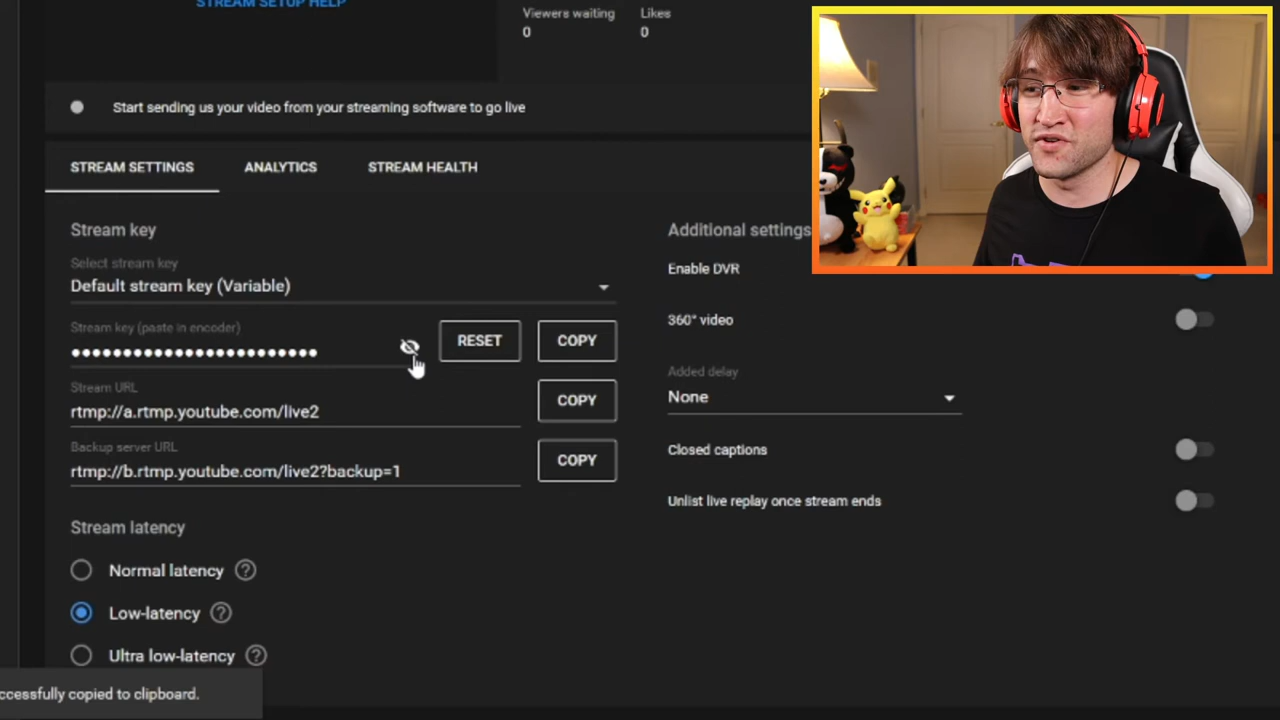 STREAM SETUP HELP
Viewers waiting
Likes
0
0
Start sending us your video from your streaming software to go live
STREAM SETTINGS
ANALYTICS
STREAM HEALTH
Stream key
Select stream key
Default stream key (Variable)
Stream key (paste in encoder)
••••••••••••••••••••••••
RESET
COPY
Stream URL
rtmp://a.rtmp.youtube.com/live2
COPY
Backup server URL
rtmp://b.rtmp.youtube.com/live2?backup=1
COPY
Stream latency
Normal latency
Low-latency
Ultra low-latency
Additional settings
Enable DVR
360° video
Added delay
None
Closed captions
Unlist live replay once stream ends
ccessfully copied to clipboard.